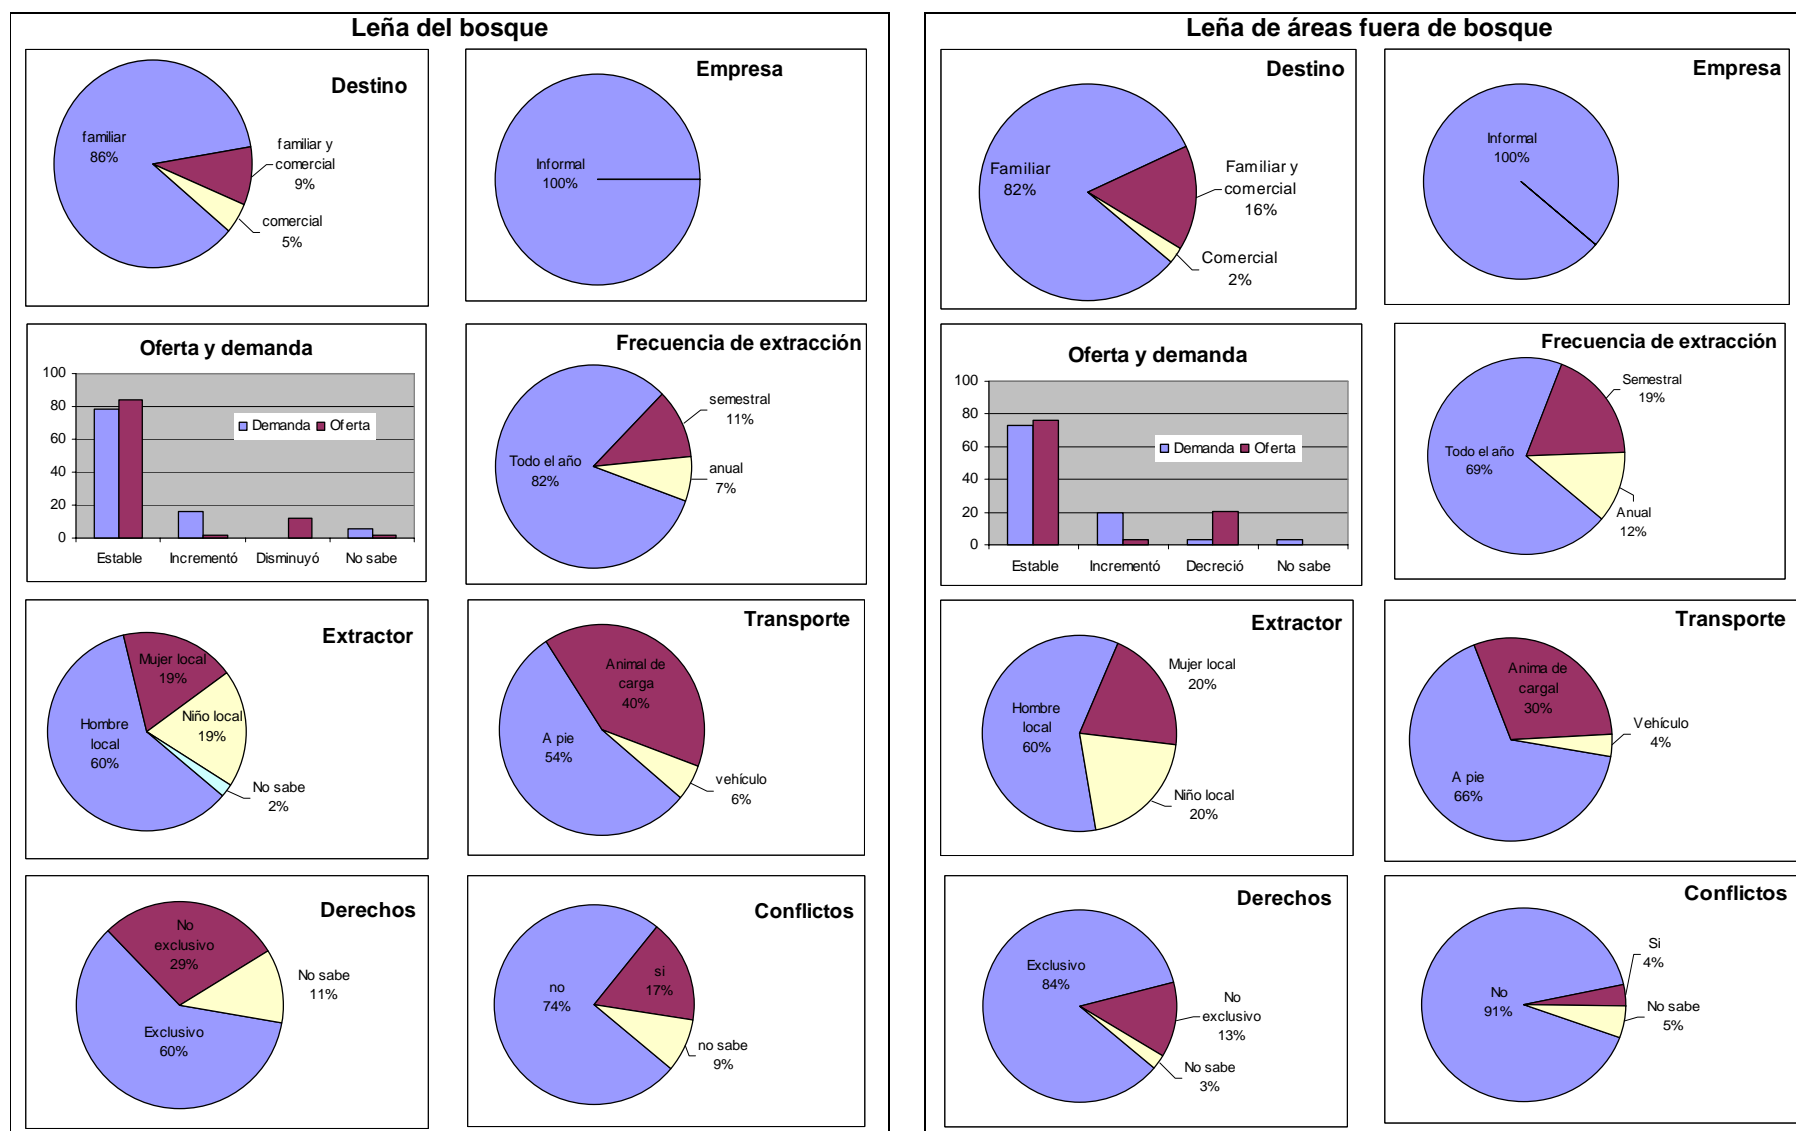 Leña del bosque
Destino
familiar
86%
familiar y
comercial
9%
comercial
5%
Empresa
Informal
100%
Oferta y demanda
100
80
60
40
20
0
Demanda Oferta
Estable Incrementó Disminuyó No sabe
Frecuencia de extracción
semestral
11%
Todo el año
82%
anual
7%
Extractor
Mujer local
19%
Niño local
19%
Hombre
local
60%
No sabe
2%
Transporte
Animal de
carga
40%
A pie
54%
vehículo
6%
Derechos
No
exclusivo
29%
No sabe
11%
Exclusivo
60%
Conflictos
si
17%
no
74%
no sabe
9%
Leña de áreas fuera de bosque
Destino
Familiar
82%
Familiar y
comercial
16%
Comercial
2%
Empresa
Informal
100%
Oferta y demanda
100
80
60
40
20
0
Demanda Oferta
Estable Incrementó Decreció No sabe
Frecuencia de extracción
Semestral
19%
Todo el año
69%
Anual
12%
Extractor
Mujer local
20%
Hombre
local
60%
Niño local
20%
Transporte
Anima de
cargal
30%
Vehículo
4%
A pie
66%
Derechos
Exclusivo
84%
No
exclusivo
13%
No sabe
3%
Conflictos
Si
4%
No
91%
No sabe
5%